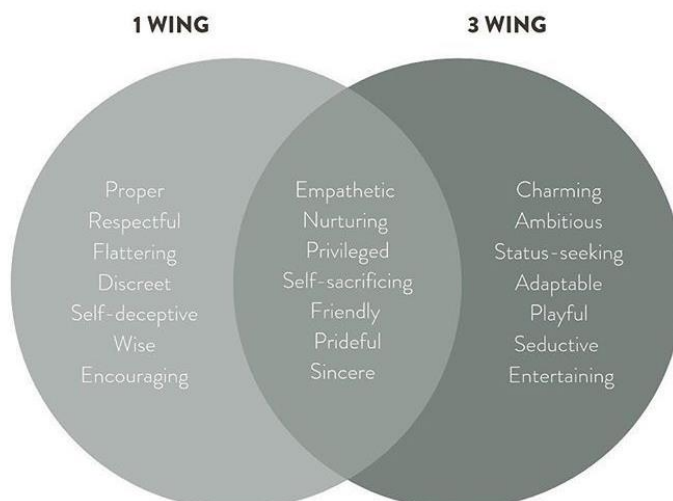 1 WING
3 WING
Proper
Respectful
Flattering
Discreet
Self-deceptive
Wise
Encouraging
Empathetic
Nurturing
Privileged
Self-sacrificing
Friendly
Prideful
Sincere
Charming
Ambitious
Status-seeking
Adaptable
Playful
Seductive
Entertaining